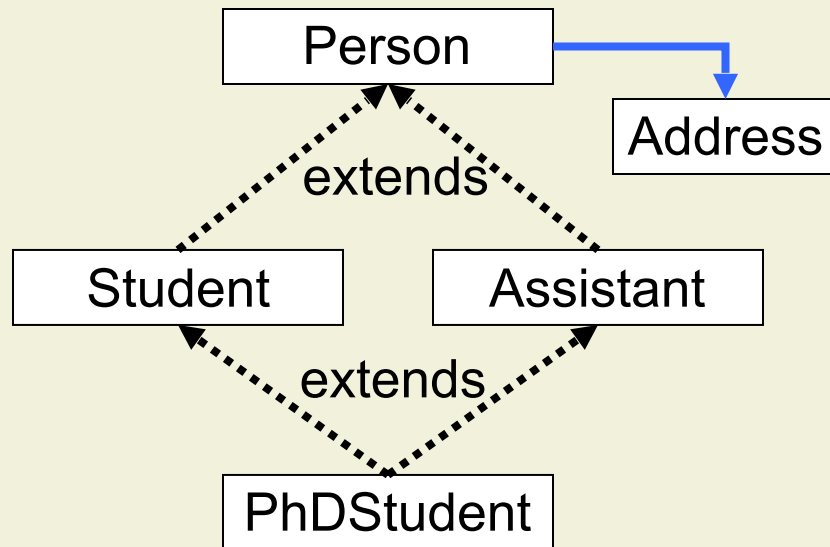 Person
Address
extends
Student
Assistant
extends
PhDStudent